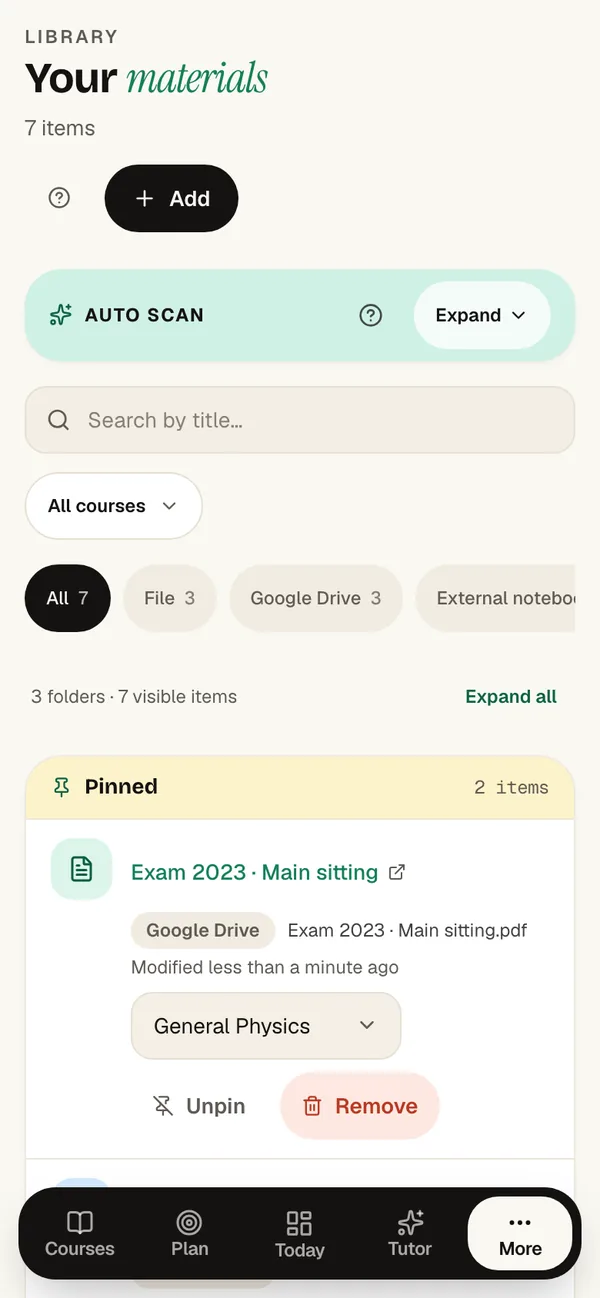 LIBRARY
Your materials
7 items
Add
AUTO SCAN
Expand
Search by title...
All courses
All 7
File 3
Google Drive 3
External notebo
3 folders · 7 visible items
Expand all
Pinned
2 items
Exam 2023 · Main sitting
Google Drive
Exam 2023 · Main sitting.pdf
Modified less than a minute ago
General Physics
Unpin
Remove
Courses
Plan
Today
Tutor
More